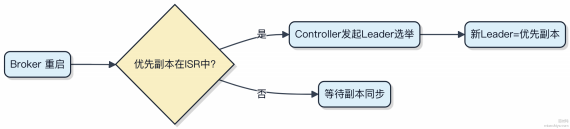 Broker 重启
优先副本在ISR中?
是
Controller发起Leader选举
新Leader=优先副本
否
等待副本同步